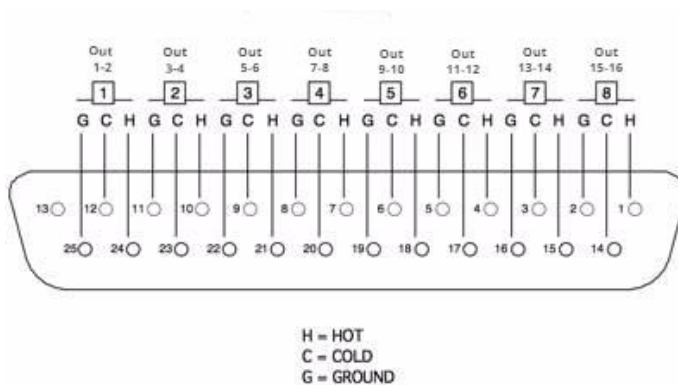 Out Out Out Out Out Out Out Out
1-2 3-4 5-6 7-8 9-10 11-12 13-14 15-16
1 2 3 4 5 6 7 8
G C H G C H G C H G C H G C H G C H G C H G C H
13 12 11 10 9 8 7 6 5 4 3 2 1
25 24 23 22 21 20 19 18 17 16 15 14
H = HOT
C = COLD
G = GROUND